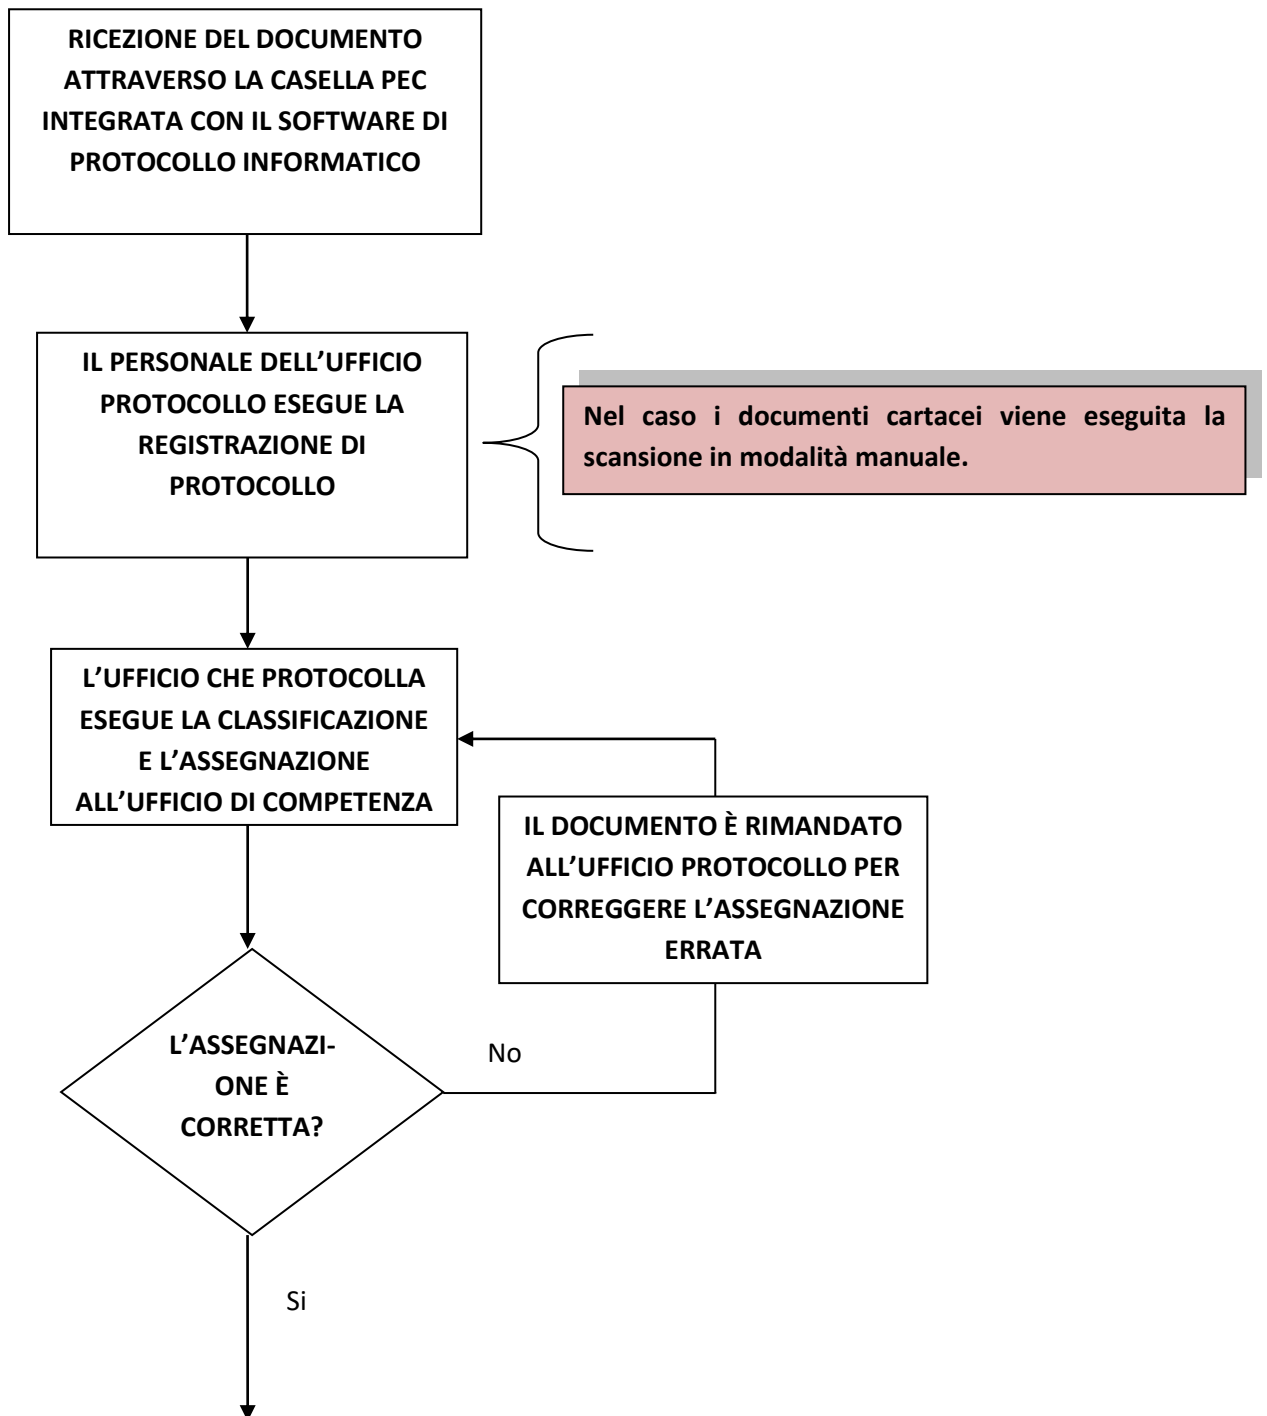 RICEZIONE DEL DOCUMENTO
ATTRAVERSO LA CASELLA PEC
INTEGRATA CON IL SOFTWARE DI
PROTOCOLLO INFORMATICO
IL PERSONALE DELL’UFFICIO
PROTOCOLLO ESEGUE LA
REGISTRAZIONE DI
PROTOCOLLO
Nel caso i documenti cartacei viene eseguita la
scansione in modalità manuale.
L’UFFICIO CHE PROTOCOLLA
ESEGUE LA CLASSIFICAZIONE
E L’ASSEGNAZIONE
ALL’UFFICIO DI COMPETENZA
IL DOCUMENTO È RIMANDATO
ALL’UFFICIO PROTOCOLLO PER
CORREGGERE L’ASSEGNAZIONE
ERRATA
L’ASSEGNAZI-
ONE È
CORRETTA?
No
Si